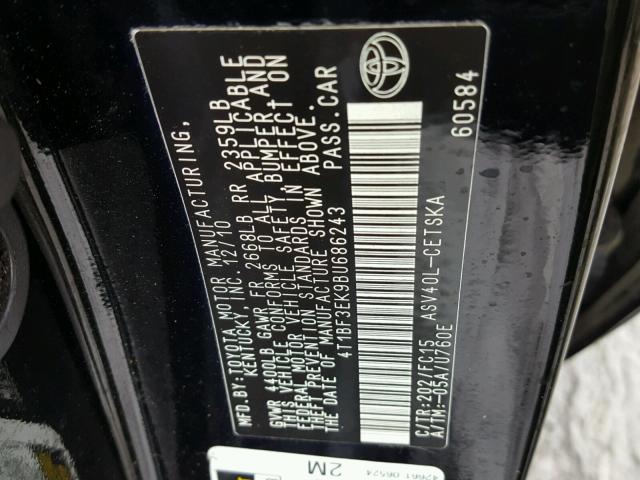 MFD.BY:TOYOTA MOTOR MANUFACTURING,
KENTUCKY, INC. 12/10
GVWR 4400LB GAWR FR 2668LB RR 2359LB
THIS VEHICLE CONFORMS TO ALL APPLICABLE
FEDERAL MOTOR VEHICLE SAFETY, BUMPER AND
THEFT PREVENTION STANDARDS IN EFFECT ON
THE DATE OF MANUFACTURE SHOWN ABOVE.
4T1BF3EK9BU686243 PASS.CAR
C/TR:202/FC15 ASV40L-CETSKA
A/TM:-05A/U760E
60584
2M